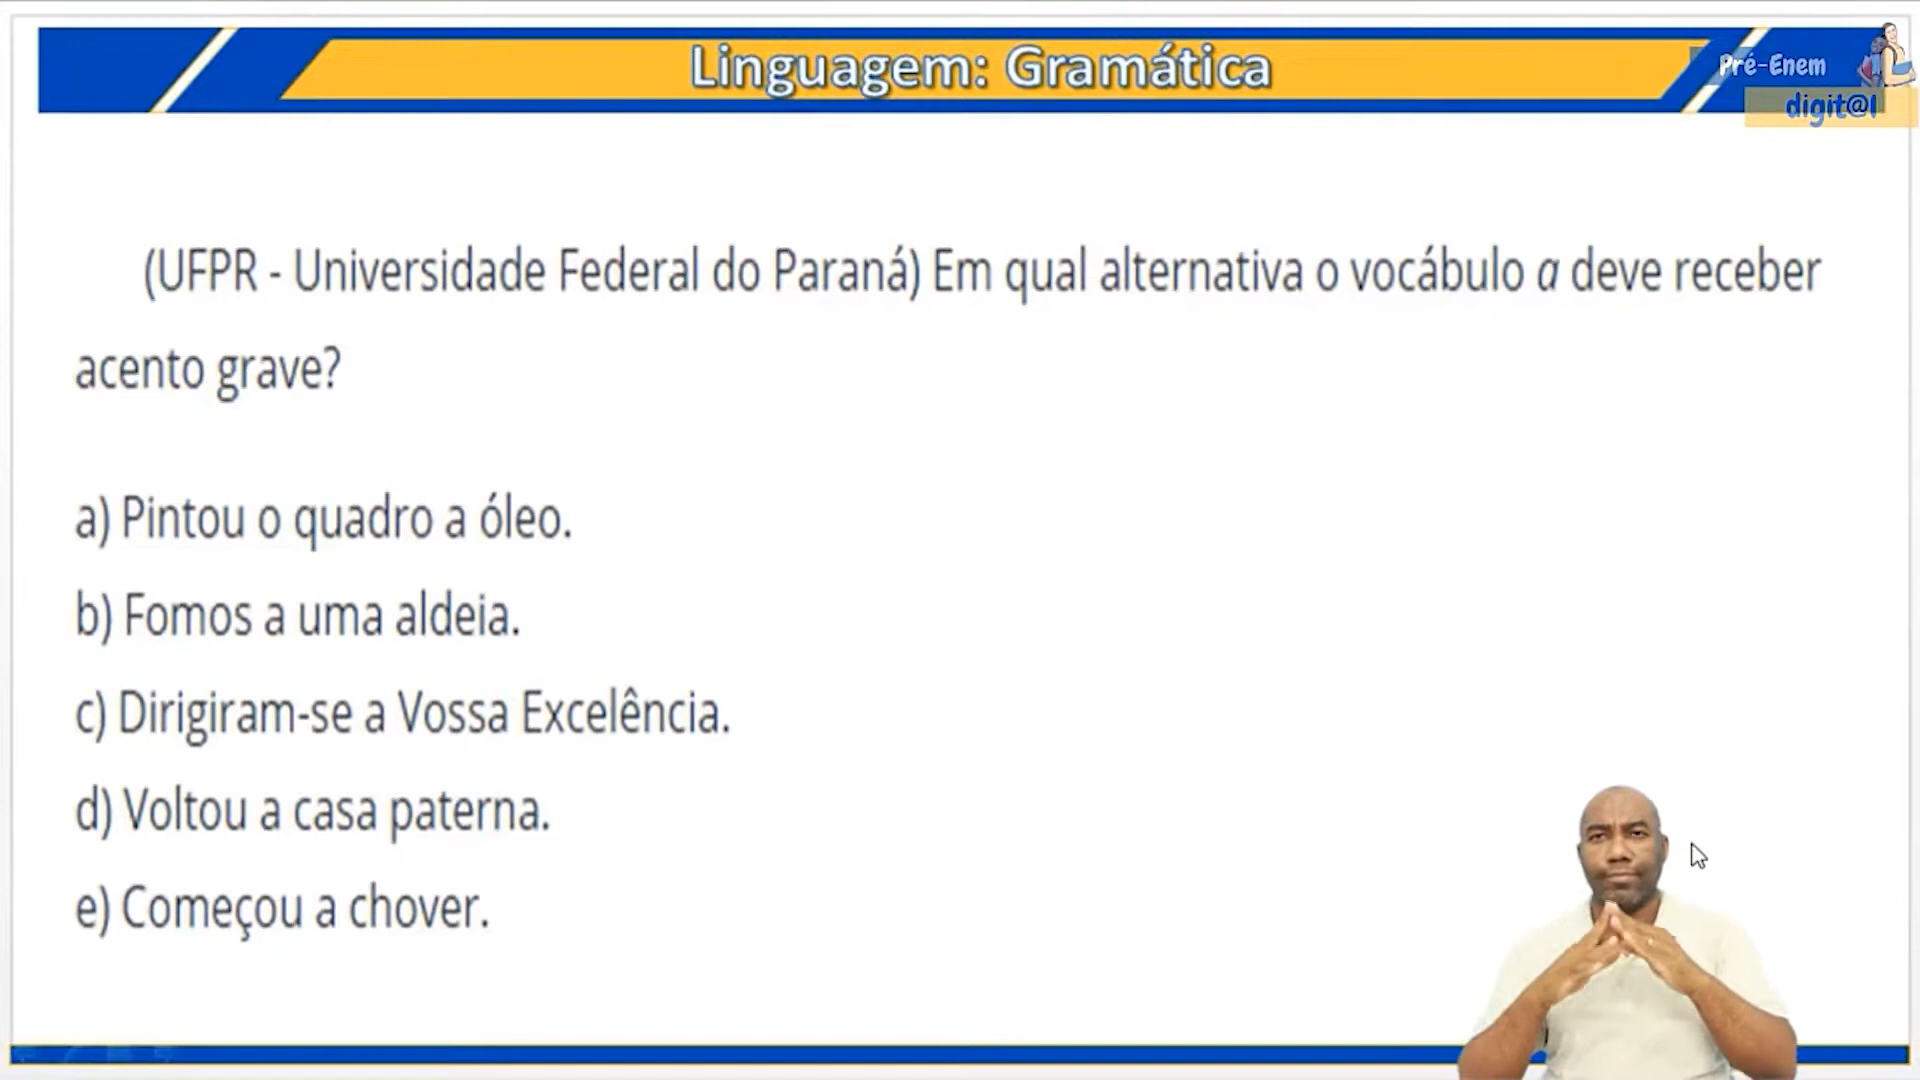 Linguagem: Gramática
Pré-Enem
digit@l
(UFPR - Universidade Federal do Paraná) Em qual alternativa o vocábulo a deve receber
acento grave?
a) Pintou o quadro a óleo.
b) Fomos a uma aldeia.
c) Dirigiram-se a Vossa Excelência.
d) Voltou a casa paterna.
e) Começou a chover.